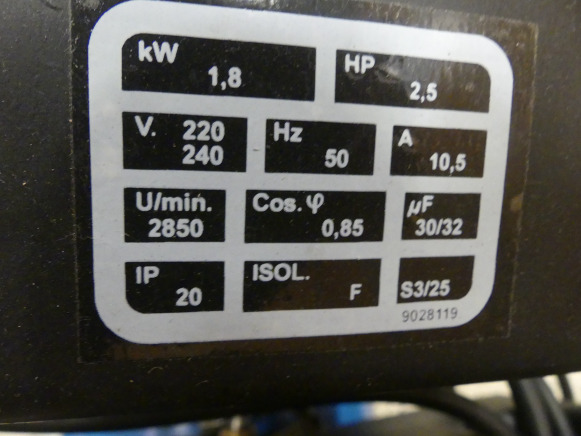 kW
1,8
HP
2,5
V. 220
240
Hz
50
A
10,5
U/min.
2850
Cos. φ
0,85
µF
30/32
IP
20
ISOL.
F
S3/25
9028119